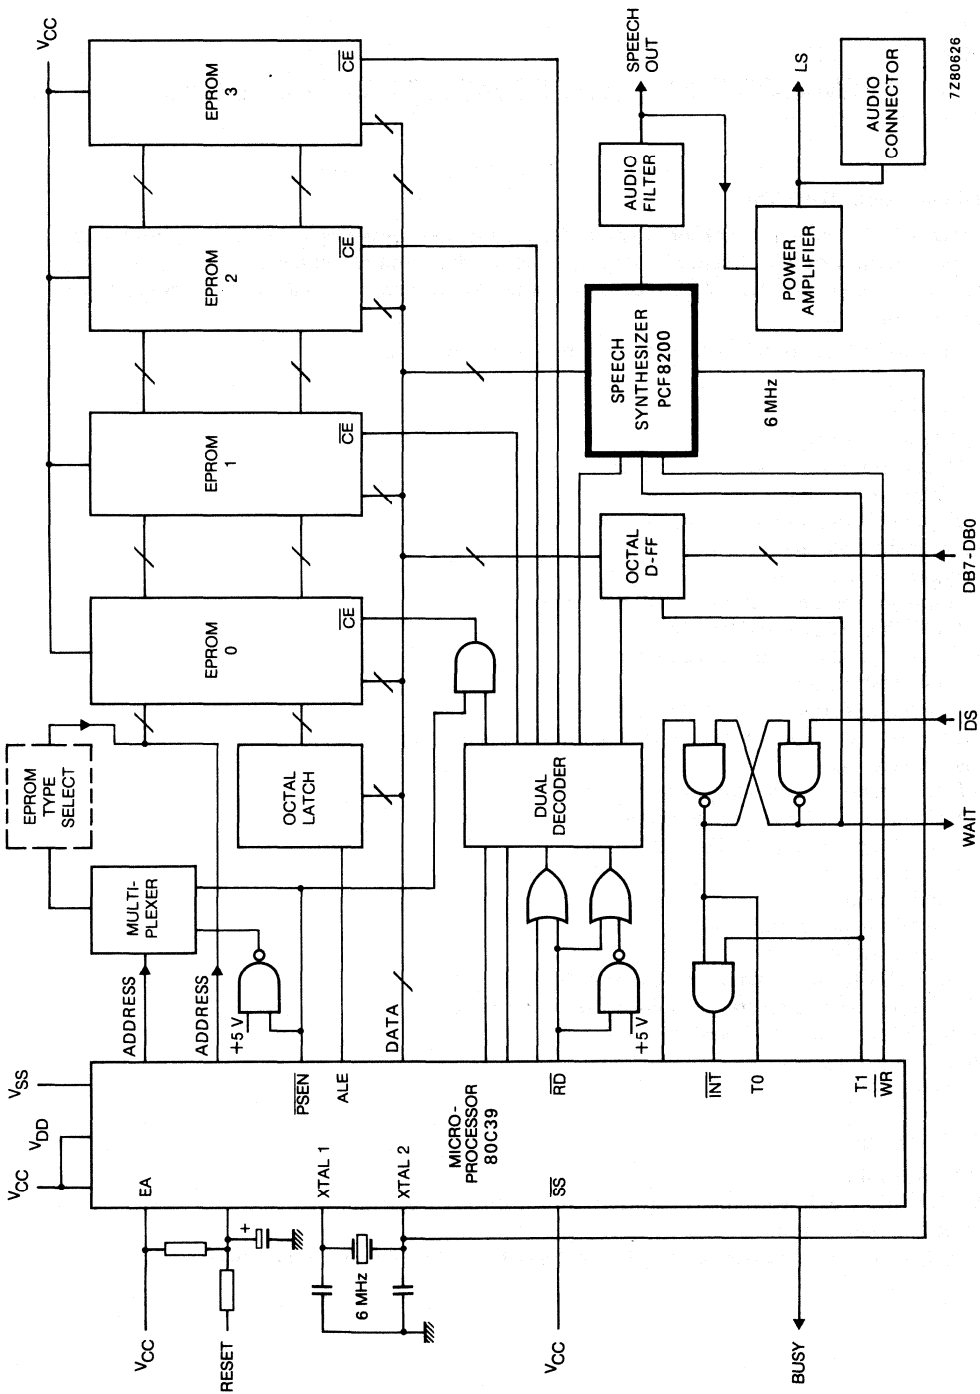 VCC
EPROM
3
CE
EPROM
2
CE
EPROM
1
CE
EPROM
0
CE
EPROM
TYPE
SELECT
MULTI-
PLEXER
OCTAL
LATCH
ADDRESS
ADDRESS
+5 V
DATA
DUAL
DECODER
+5 V
OCTAL
D-FF
SPEECH
SYNTHESIZER
PCF8200
6 MHz
AUDIO
FILTER
SPEECH
OUT
POWER
AMPLIFIER
LS
AUDIO
CONNECTOR
7Z80626
DB7-DB0
DS
WAIT
VSS
VDD
VCC
EA
PSEN
ALE
XTAL 1
XTAL 2
MICRO-
PROCESSOR
80C39
RD
SS
INT
T0
T1
WR
+
6 MHz
VCC
RESET
VCC
BUSY